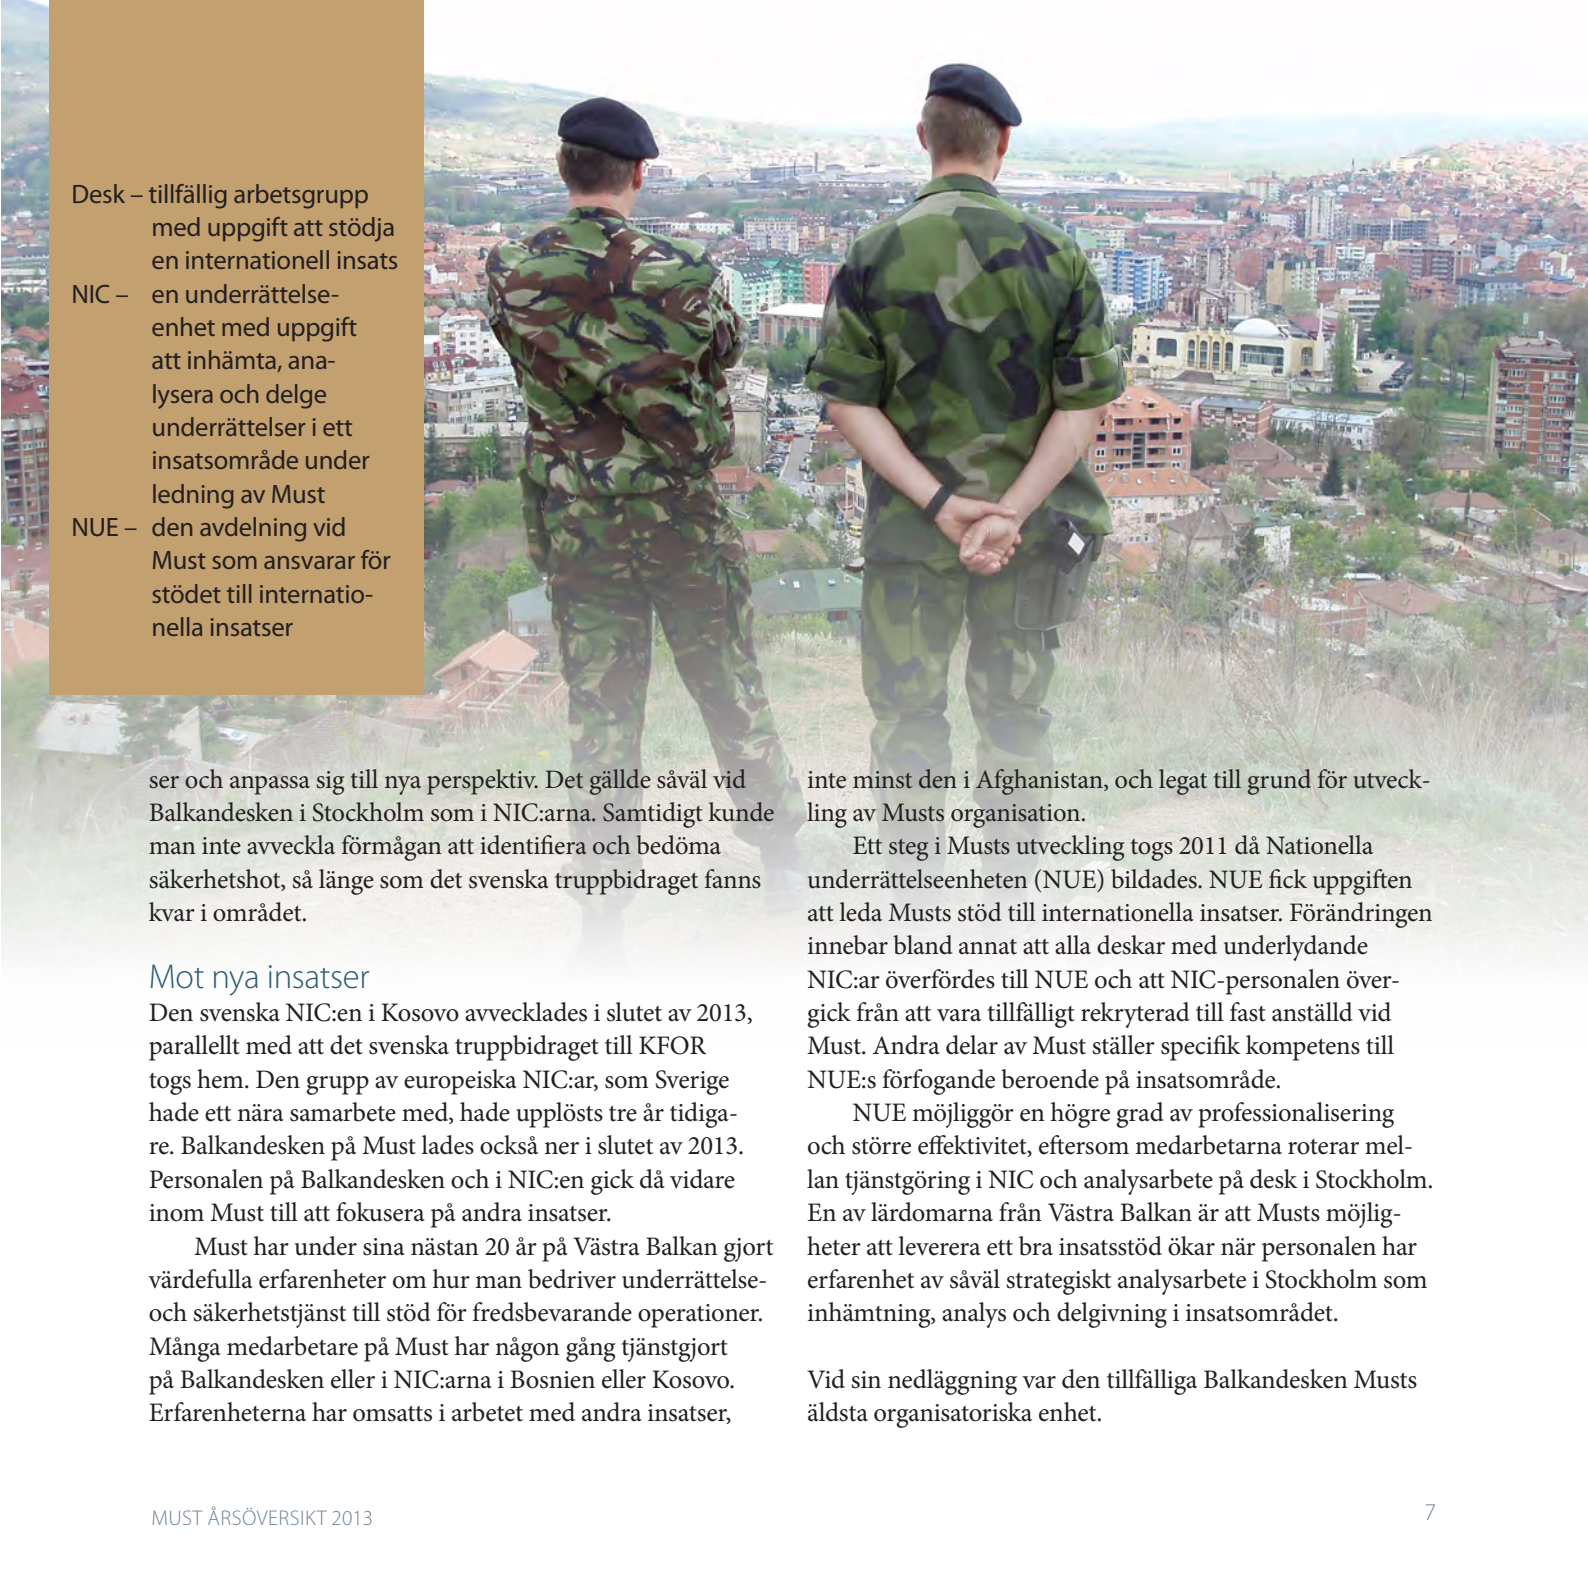 Desk – tillfällig arbetsgrupp
med uppgift att stödja
en internationell insats
NIC – en underrättelse-
enhet med uppgift
att inhämta, ana-
lysera och delge
underrättelser i ett
insatsområde under
ledning av Must
NUE – den avdelning vid
Must som ansvarar för
stödet till internatio-
nella insatser
ser och anpassa sig till nya perspektiv. Det gällde såväl vid
Balkandesken i Stockholm som i NIC:arna. Samtidigt kunde
man inte avveckla förmågan att identifiera och bedöma
säkerhetshot, så länge som det svenska truppbidraget fanns
kvar i området.
Mot nya insatser
Den svenska NIC:en i Kosovo avvecklades i slutet av 2013,
parallellt med att det svenska truppbidraget till KFOR
togs hem. Den grupp av europeiska NIC:ar, som Sverige
hade ett nära samarbete med, hade upplösts tre år tidiga-
re. Balkandesken på Must lades också ner i slutet av 2013.
Personalen på Balkandesken och i NIC:en gick då vidare
inom Must till att fokusera på andra insatser.
Must har under sina nästan 20 år på Västra Balkan gjort
värdefulla erfarenheter om hur man bedriver underrättelse-
och säkerhetstjänst till stöd för fredsbevarande operationer.
Många medarbetare på Must har någon gång tjänstgjort
på Balkandesken eller i NIC:arna i Bosnien eller Kosovo.
Erfarenheterna har omsatts i arbetet med andra insatser,
inte minst den i Afghanistan, och legat till grund för utveck-
ling av Musts organisation.
Ett steg i Musts utveckling togs 2011 då Nationella
underrättelseenheten (NUE) bildades. NUE fick uppgiften
att leda Musts stöd till internationella insatser. Förändringen
innebar bland annat att alla deskar med underlydande
NIC:ar överfördes till NUE och att NIC-personalen över-
gick från att vara tillfälligt rekryterad till fast anställd vid
Must. Andra delar av Must ställer specifik kompetens till
NUE:s förfogande beroende på insatsområde.
NUE möjliggör en högre grad av professionalisering
och större effektivitet, eftersom medarbetarna roterar mel-
lan tjänstgöring i NIC och analysarbete på desk i Stockholm.
En av lärdomarna från Västra Balkan är att Musts möjlig-
heter att leverera ett bra insatsstöd ökar när personalen har
erfarenhet av såväl strategiskt analysarbete i Stockholm som
inhämtning, analys och delgivning i insatsområdet.
Vid sin nedläggning var den tillfälliga Balkandesken Musts
äldsta organisatoriska enhet.
MUST ÅRSÖVERSIKT 2013
7